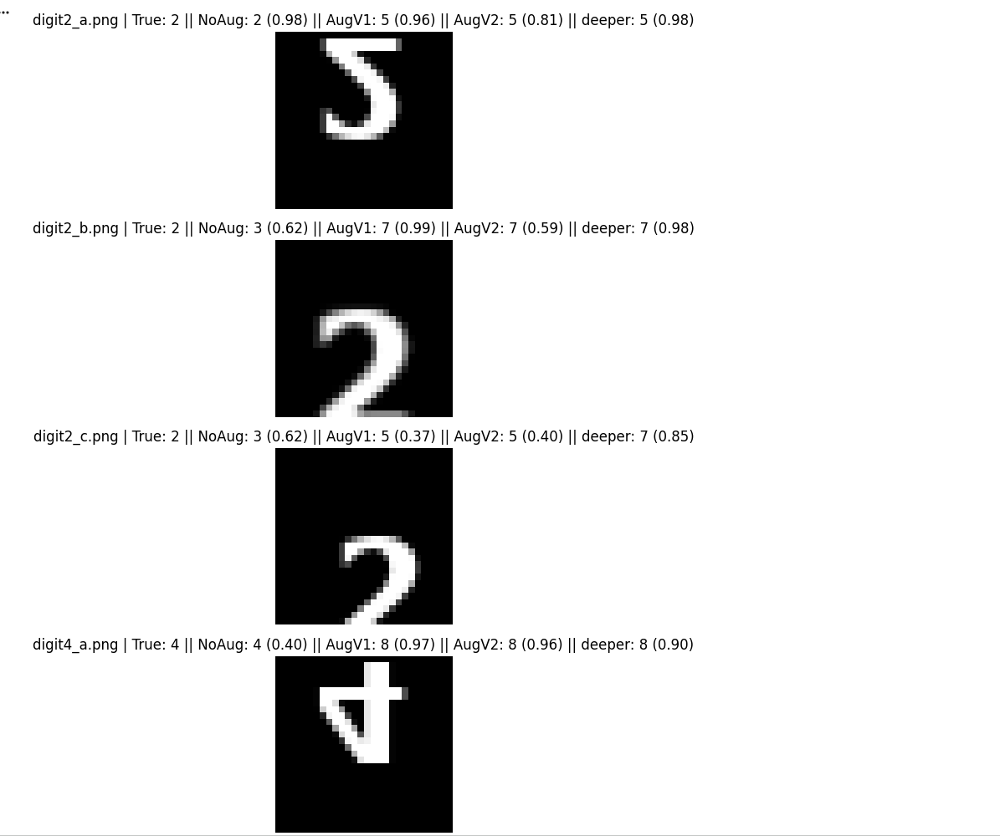 ...
digit2_a.png | True: 2 || NoAug: 2 (0.98) || AugV1: 5 (0.96) || AugV2: 5 (0.81) || deeper: 5 (0.98)
2
digit2_b.png | True: 2 || NoAug: 3 (0.62) || AugV1: 7 (0.99) || AugV2: 7 (0.59) || deeper: 7 (0.98)
2
digit2_c.png | True: 2 || NoAug: 3 (0.62) || AugV1: 5 (0.37) || AugV2: 5 (0.40) || deeper: 7 (0.85)
2
digit4_a.png | True: 4 || NoAug: 4 (0.40) || AugV1: 8 (0.97) || AugV2: 8 (0.96) || deeper: 8 (0.90)
4